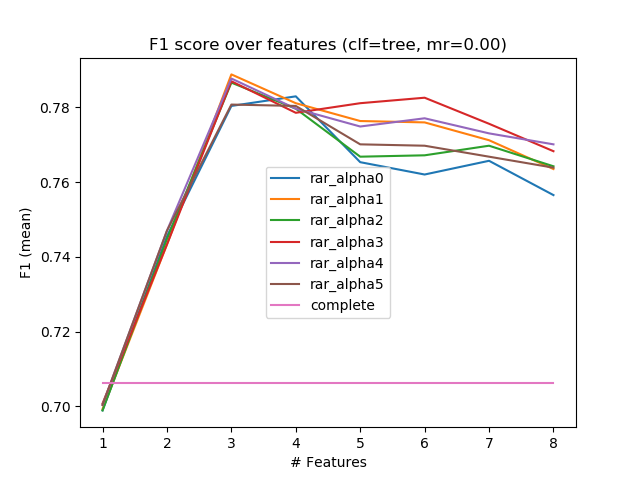 F1 score over features (clf=tree, mr=0.00)
F1 (mean)
0.78
0.76
0.74
0.72
0.70
rar_alpha0
rar_alpha1
rar_alpha2
rar_alpha3
rar_alpha4
rar_alpha5
complete
1 2 3 4 5 6 7 8
# Features